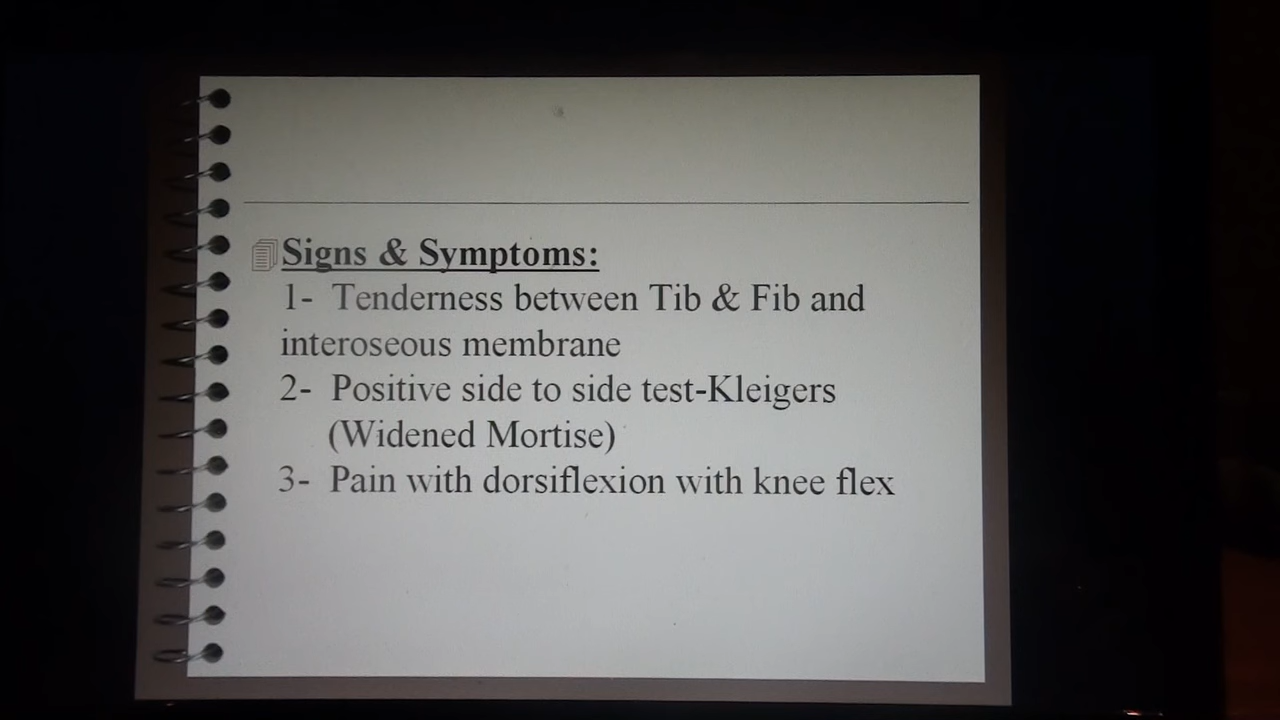 Signs & Symptoms:
1- Tenderness between Tib & Fib and
interoseous membrane
2- Positive side to side test-Kleigers
(Widened Mortise)
3- Pain with dorsiflexion with knee flex